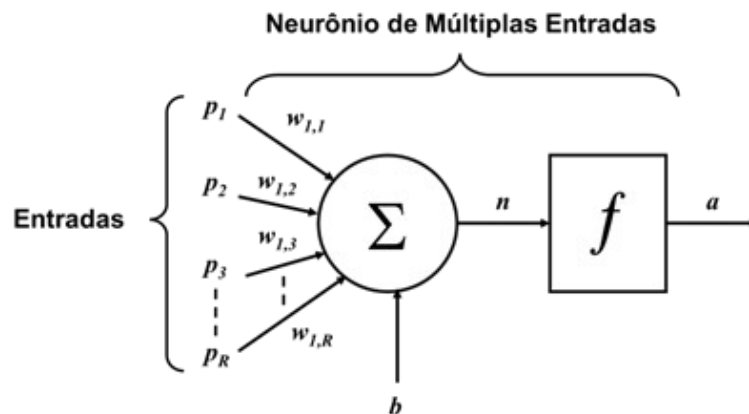 Neurônio de Múltiplas Entradas
p1
w1,1
p2
w1,2
Entradas
Σ
n
f
a
w1,3
p3
w1,R
pR
b